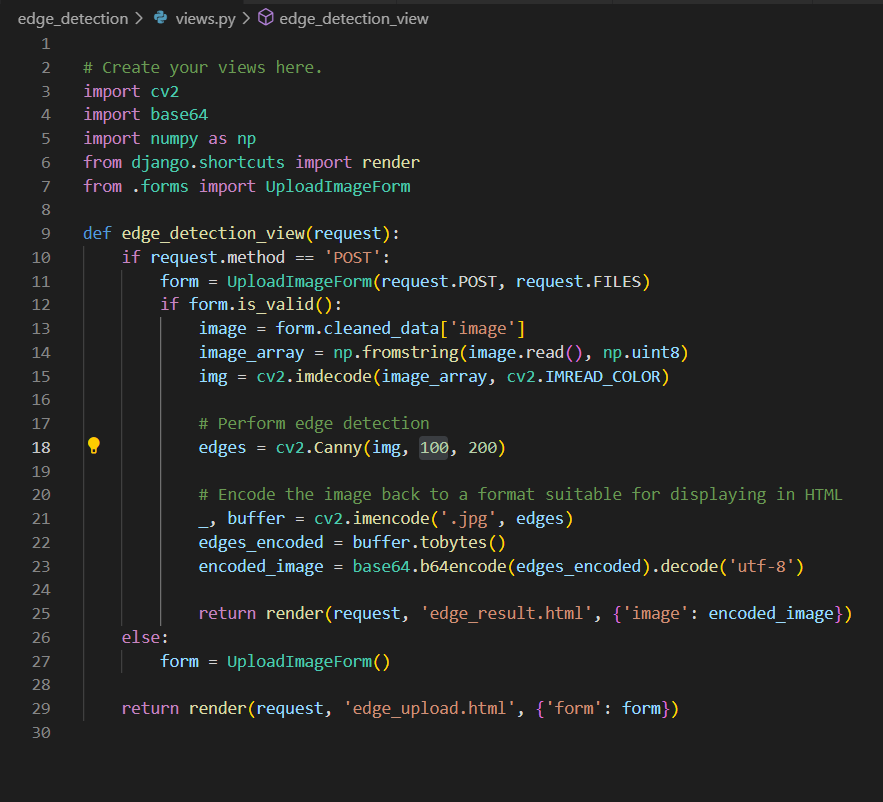 edge_detection > views.py > edge_detection_view
1
2 # Create your views here.
3 import cv2
4 import base64
5 import numpy as np
6 from django.shortcuts import render
7 from .forms import UploadImageForm
8
9 def edge_detection_view(request):
10     if request.method == 'POST':
11         form = UploadImageForm(request.POST, request.FILES)
12         if form.is_valid():
13             image = form.cleaned_data['image']
14             image_array = np.fromstring(image.read(), np.uint8)
15             img = cv2.imdecode(image_array, cv2.IMREAD_COLOR)
16
17             # Perform edge detection
18             edges = cv2.Canny(img, 100, 200)
19
20             # Encode the image back to a format suitable for displaying in HTML
21             _, buffer = cv2.imencode('.jpg', edges)
22             edges_encoded = buffer.tobytes()
23             encoded_image = base64.b64encode(edges_encoded).decode('utf-8')
24
25             return render(request, 'edge_result.html', {'image': encoded_image})
26     else:
27         form = UploadImageForm()
28
29     return render(request, 'edge_upload.html', {'form': form})
30